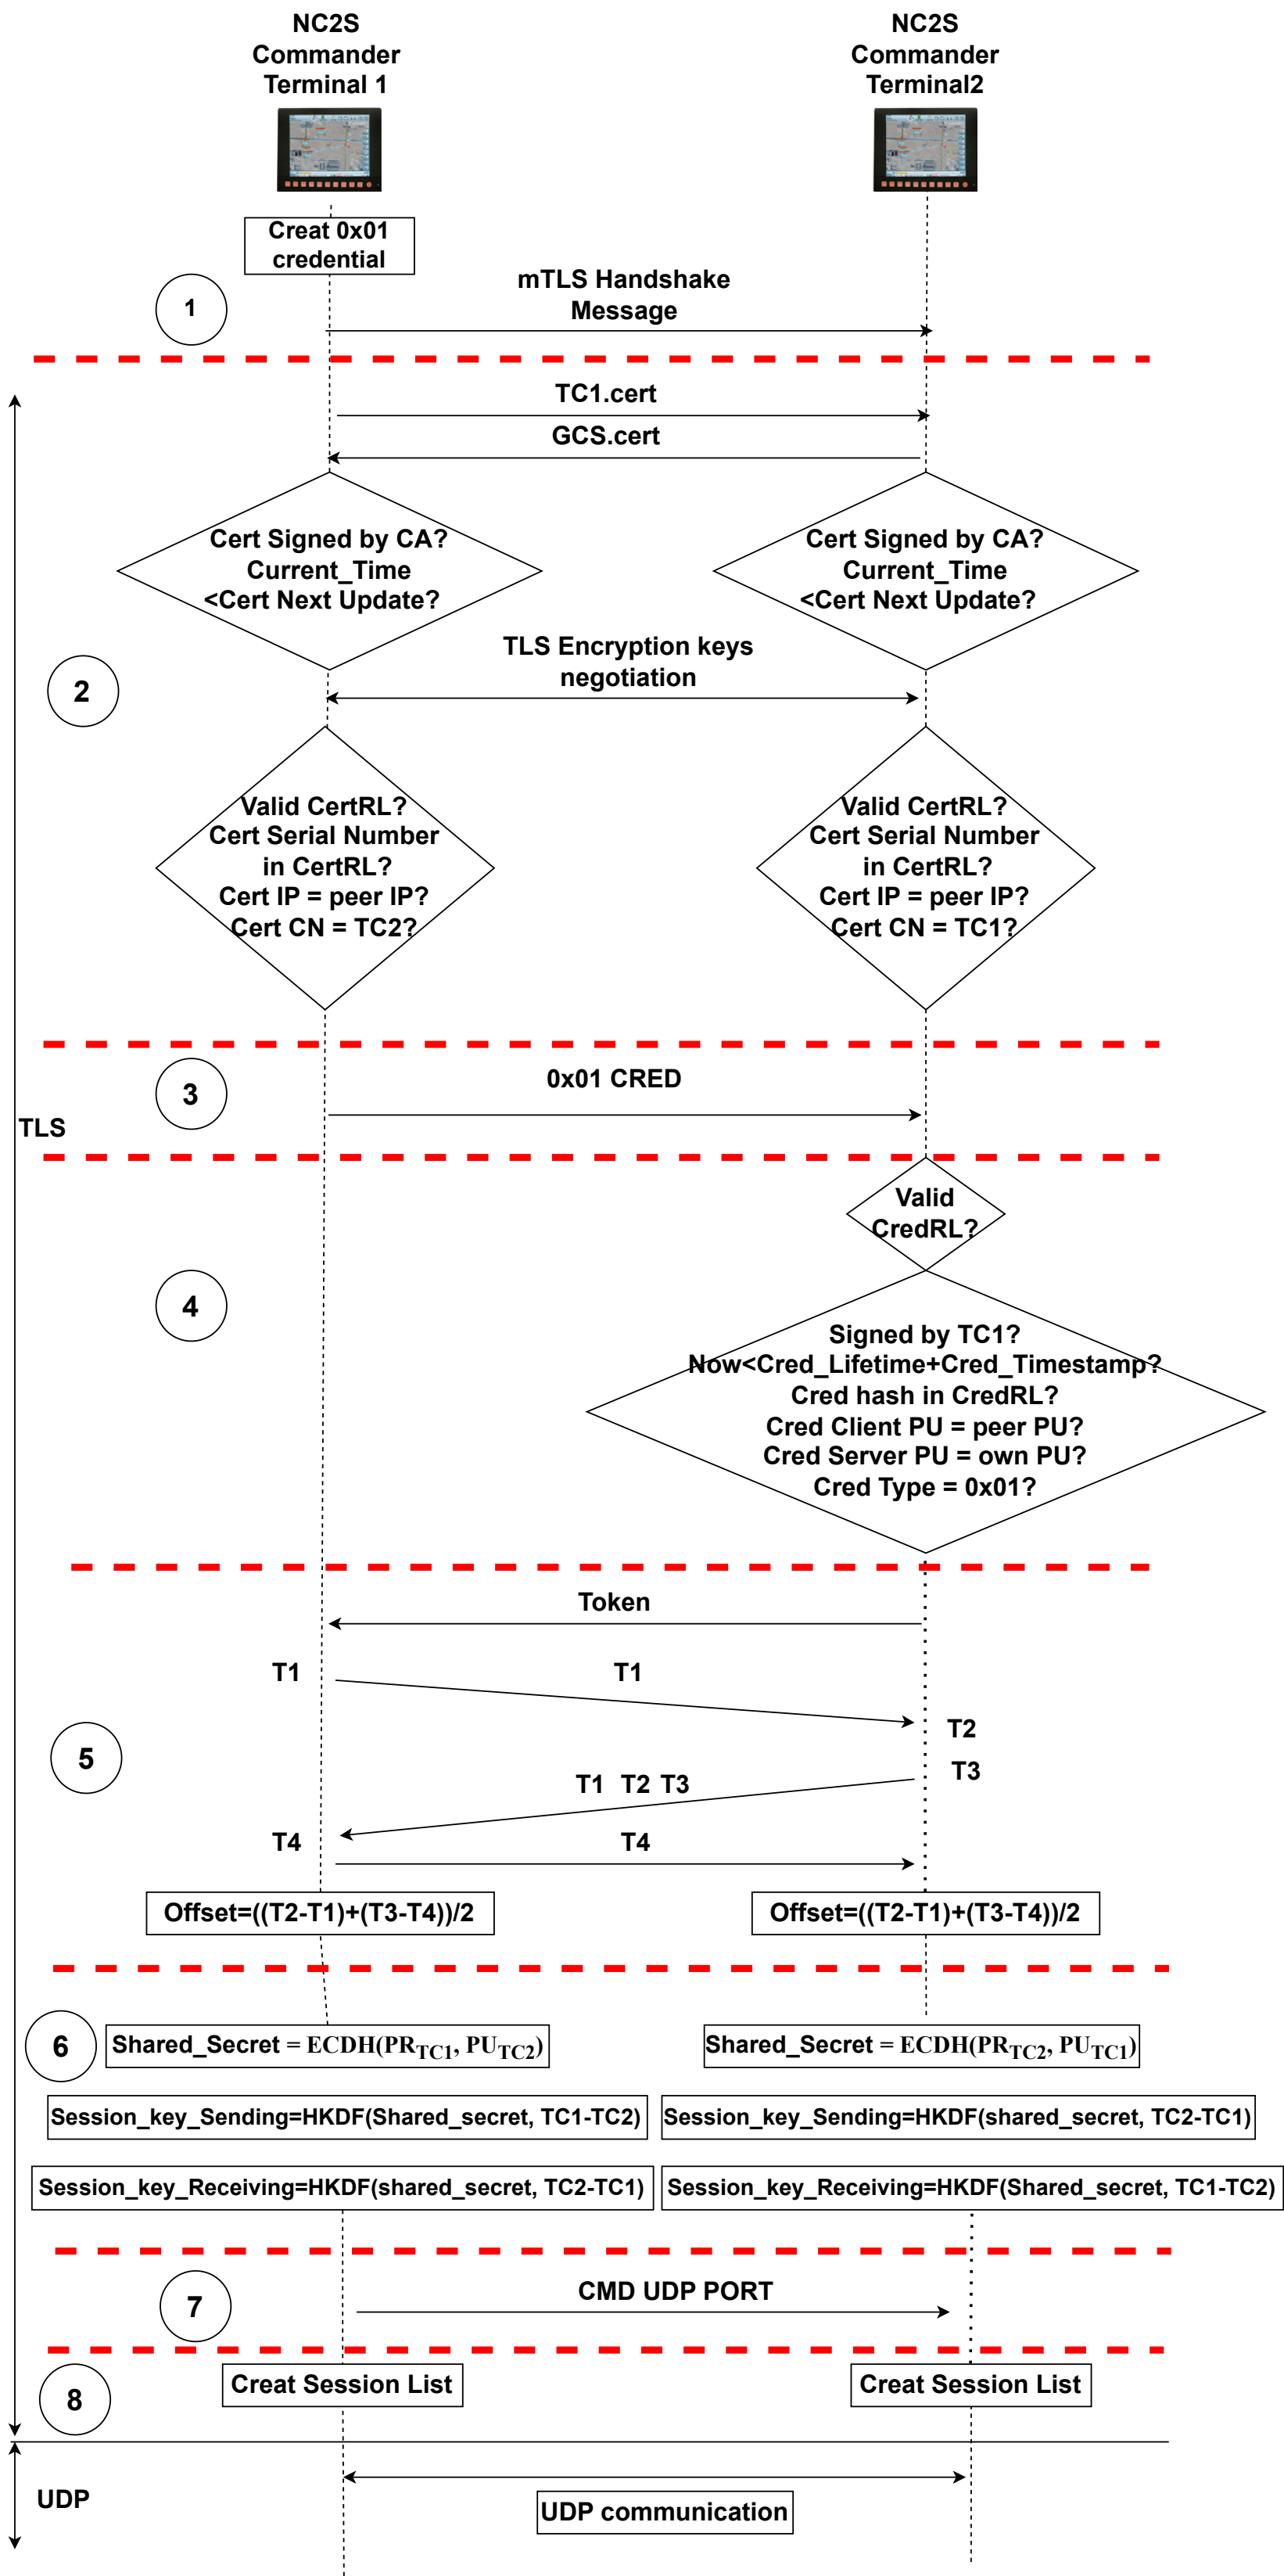 NC2S
Commander
Terminal 1
NC2S
Commander
Terminal2
Creat 0x01
credential
1
mTLS Handshake
Message
TC1.cert
GCS.cert
Cert Signed by CA?
Current_Time
<Cert Next Update?
Cert Signed by CA?
Current_Time
<Cert Next Update?
2
TLS Encryption keys
negotiation
Valid CertRL?
Cert Serial Number
in CertRL?
Cert IP = peer IP?
Cert CN = TC2?
Valid CertRL?
Cert Serial Number
in CertRL?
Cert IP = peer IP?
Cert CN = TC1?
3
0x01 CRED
TLS
Valid
CredRL?
4
Signed by TC1?
Now<Cred_Lifetime+Cred_Timestamp?
Cred hash in CredRL?
Cred Client PU = peer PU?
Cred Server PU = own PU?
Cred Type = 0x01?
Token
T1
T1
T2
5
T3
T1 T2 T3
T4
T4
Offset=((T2-T1)+(T3-T4))/2
Offset=((T2-T1)+(T3-T4))/2
6
Shared_Secret = ECDH(PRTC1, PUTC2)
Shared_Secret = ECDH(PRTC2, PUTC1)
Session_key_Sending=HKDF(Shared_secret, TC1-TC2)
Session_key_Sending=HKDF(shared_secret, TC2-TC1)
Session_key_Receiving=HKDF(shared_secret, TC2-TC1)
Session_key_Receiving=HKDF(Shared_secret, TC1-TC2)
7
CMD UDP PORT
8
Creat Session List
Creat Session List
UDP
UDP communication